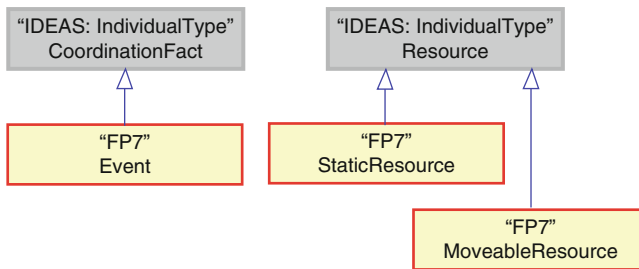 “IDEAS: IndividualType”
CoordinationFact
“IDEAS: IndividualType”
Resource
“FP7”
Event
“FP7”
StaticResource
“FP7”
MoveableResource